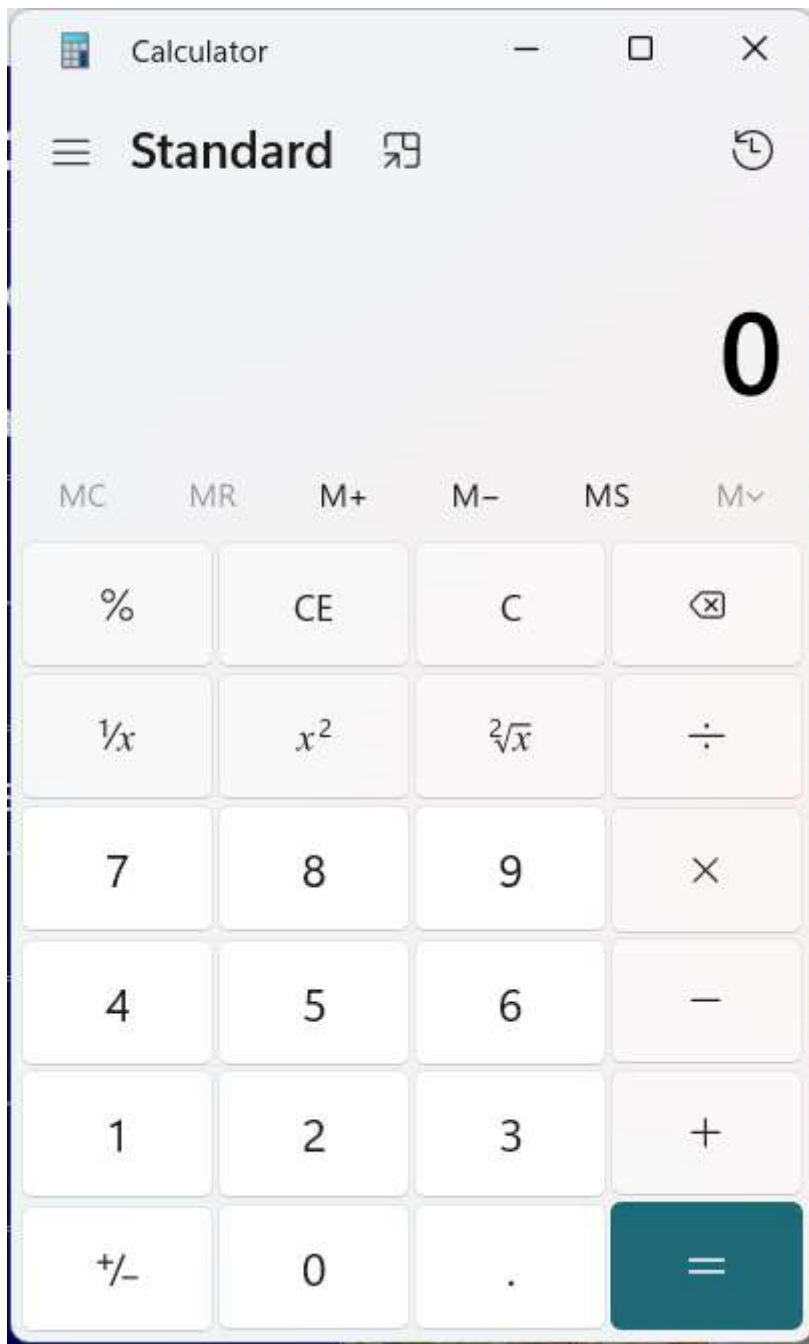 Calculator
Standard
0
MC MR M+ M− MS M
% CE C
¹⁄x x² ²√x ÷
7 8 9 ×
4 5 6 −
1 2 3 +
+/− 0 . =